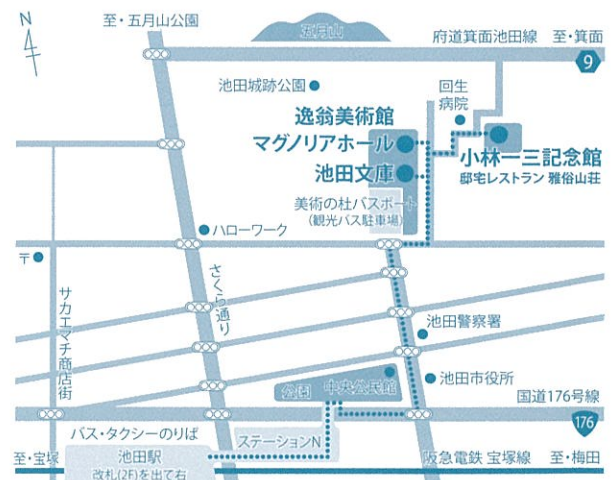 N
至・五月山公園
五月山
府道箕面池田線 至・箕面
9
池田城跡公園
回生
病院
逸翁美術館
マグノリアホール
池田文庫
小林一三記念館
邸宅レストラン 雅俗山荘
美術の杜バスポート
(観光バス駐車場)
ハローワーク
〒
サカエマチ商店街
さくら通り
池田警察署
池田市役所
公園
中央公民館
国道176号線
176
バス・タクシーのりば
ステーションN
至・宝塚
池田駅
改札(2F)を出て右
阪急電鉄 宝塚線
至・梅田